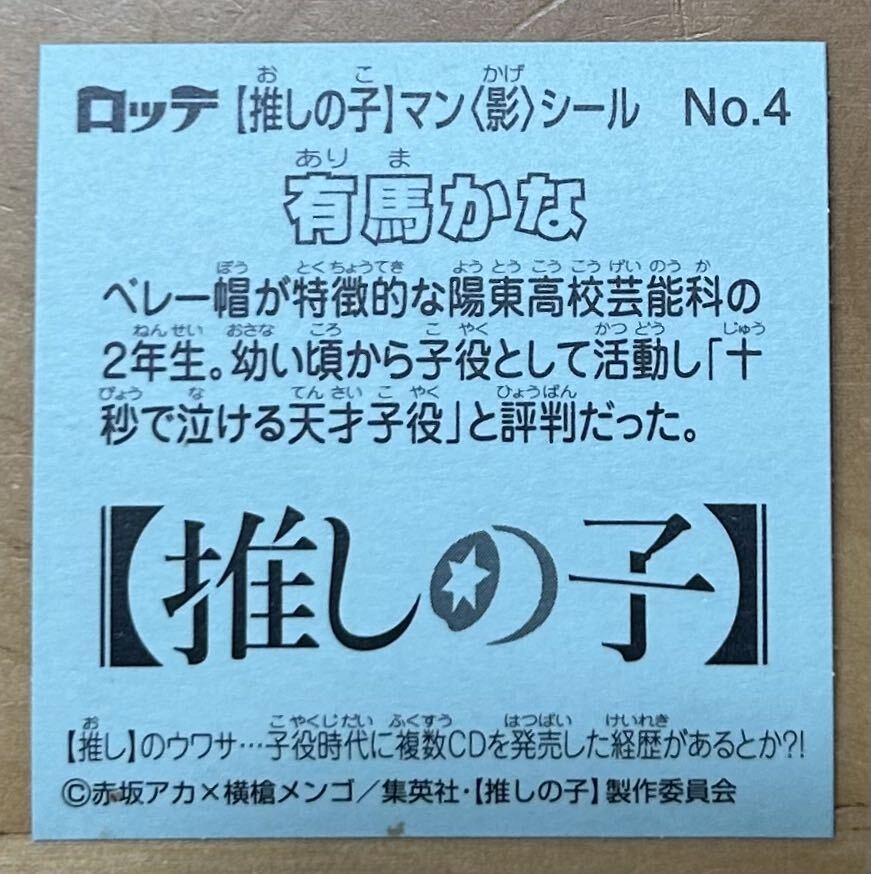 ロッテ【推しの子】マン〈影〉シール No.4
有馬かな
ベレー帽が特徴的な陽東高校芸能科の
2年生。幼い頃から子役として活動し「十
秒で泣ける天才子役」と評判だった。
【推しの子】
【推し】のウワサ…子役時代に複数CDを発売した経歴があるとか?!
©赤坂アカ×横槍メンゴ／集英社・【推しの子】製作委員会